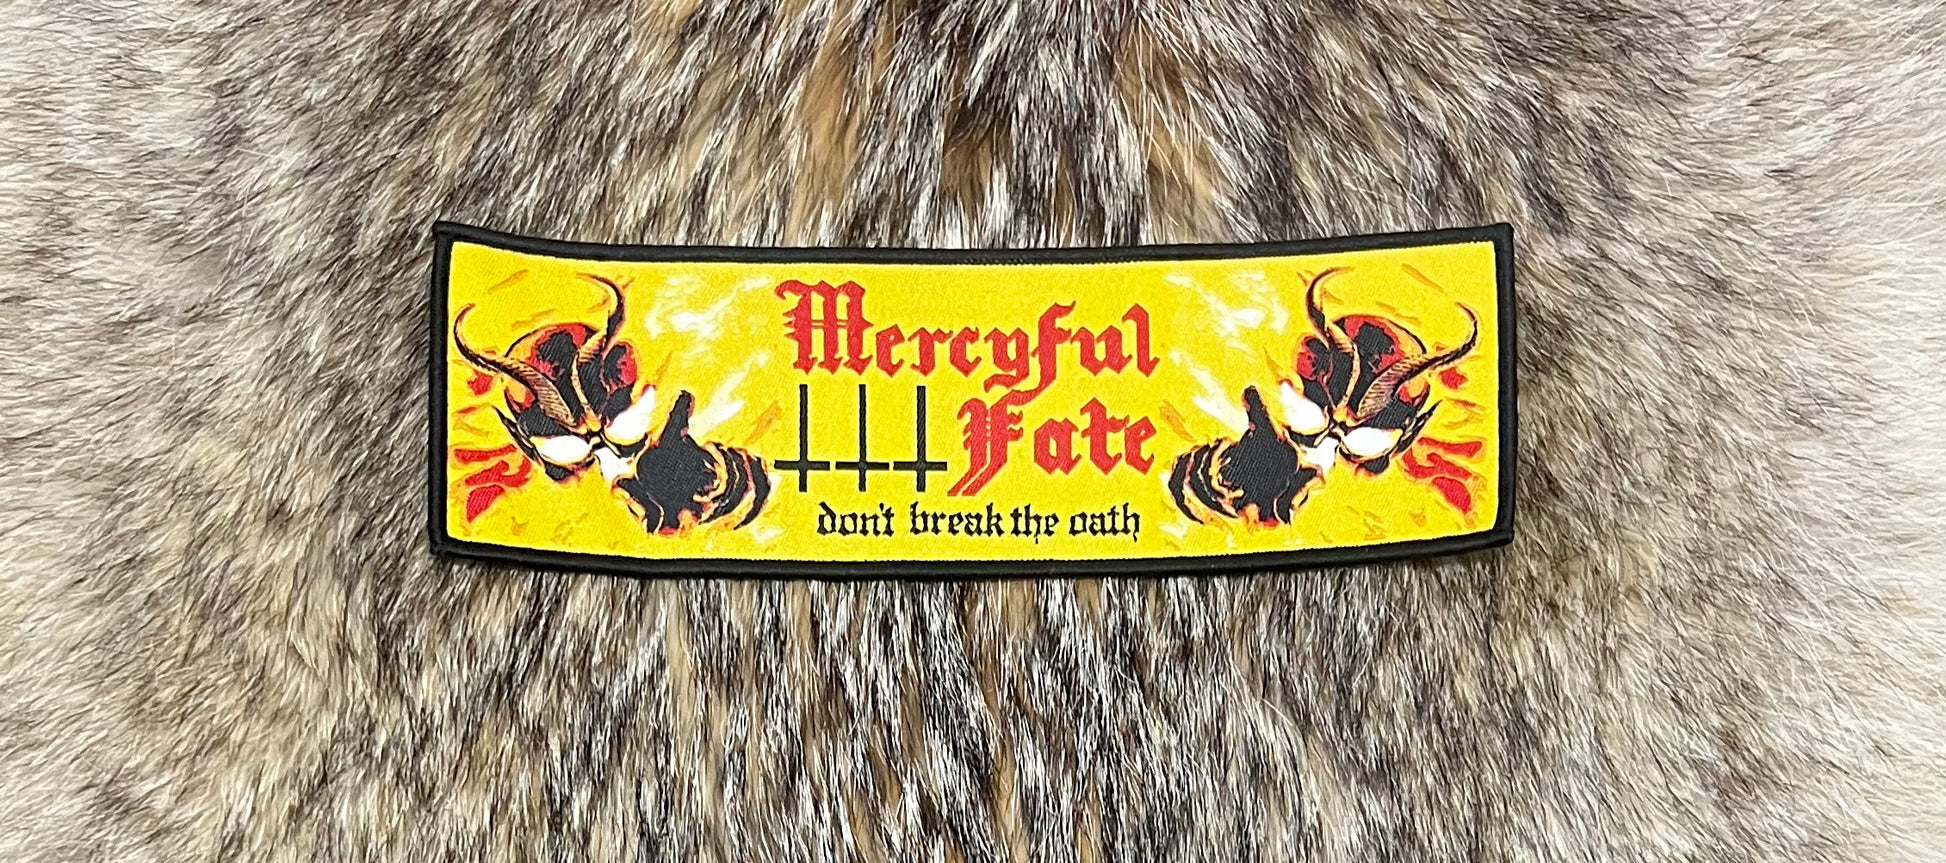 Mercyful
Fate
don't break the oath